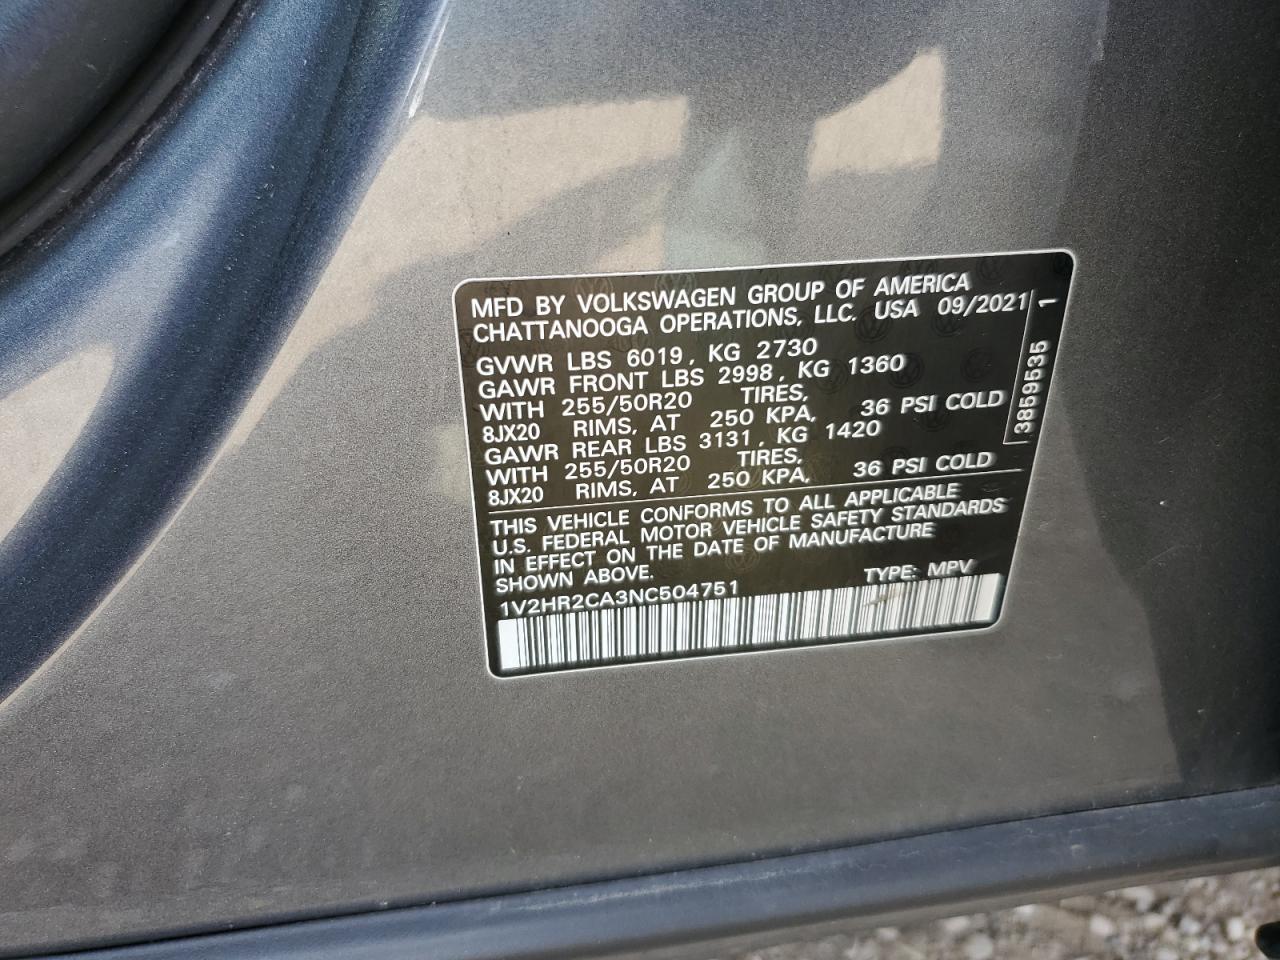 MFD BY VOLKSWAGEN GROUP OF AMERICA
CHATTANOOGA OPERATIONS, LLC. USA 09/2021
GVWR LBS 6019, KG 2730
GAWR FRONT LBS 2998, KG 1360
WITH 255/50R20 TIRES,
8JX20 RIMS, AT 250 KPA, 36 PSI COLD
GAWR REAR LBS 3131, KG 1420
WITH 255/50R20 TIRES,
8JX20 RIMS, AT 250 KPA, 36 PSI COLD
3859535 1
THIS VEHICLE CONFORMS TO ALL APPLICABLE
U.S. FEDERAL MOTOR VEHICLE SAFETY STANDARDS
IN EFFECT ON THE DATE OF MANUFACTURE
SHOWN ABOVE.
1V2HR2CA3NC504751 TYPE: MPV